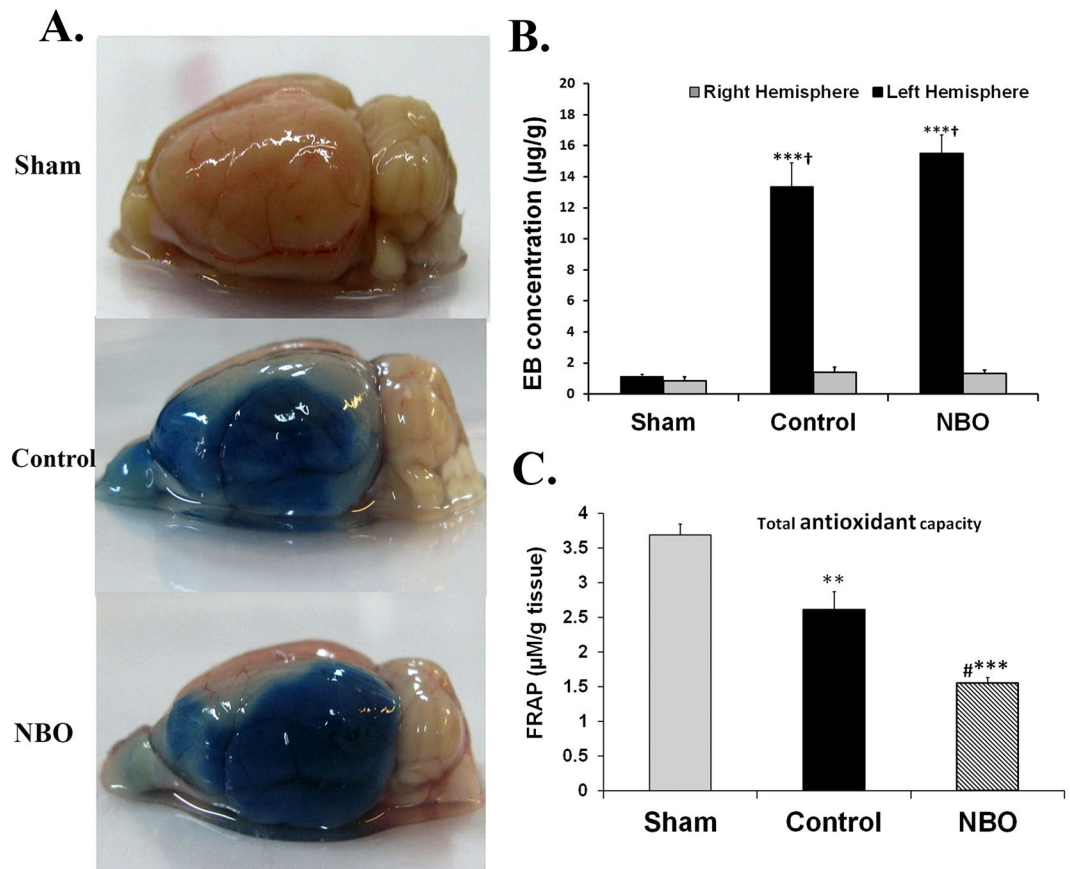 A.
Sham
Control
NBO
B.
Right Hemisphere Left Hemisphere
EB concentration (µg/g)
20
18
16
14
12
10
8
6
4
2
0
***†
***†
Sham Control NBO
C.
Total antioxidant capacity
FRAP (µM/g tissue)
4
3.5
3
2.5
2
1.5
1
0.5
0
**
#***
Sham Control NBO